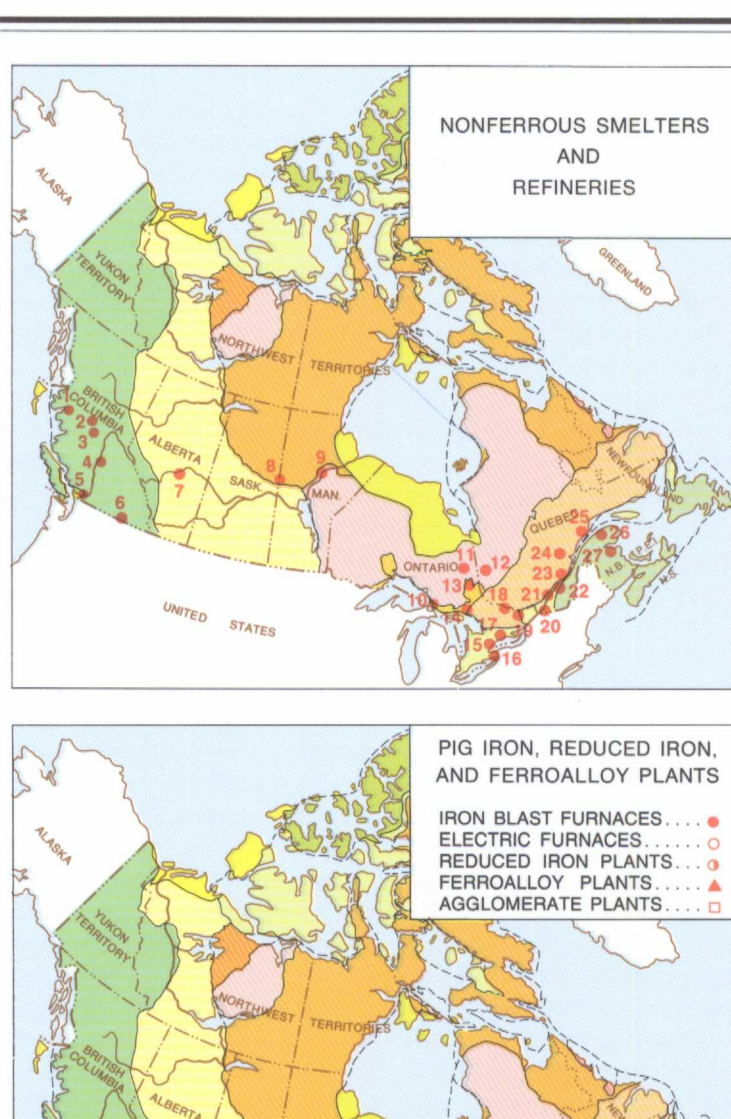 NONFERROUS SMELTERS
AND
REFINERIES
ALASKA
GREENLAND
YUKON
TERRITORY
NORTHWEST TERRITORIES
BRITISH
COLUMBIA
ALBERTA
SASK.
MAN.
ONTARIO
QUEBEC
NEWFOUNDLAND
N.B.
N.S.
UNITED STATES
1
2
3
4
5
6
7
8
9
10
11
12
13
14
15
16
17
18
19
20
21
22
23
24
25
26
27
PIG IRON, REDUCED IRON,
AND FERROALLOY PLANTS
IRON BLAST FURNACES....
ELECTRIC FURNACES......
REDUCED IRON PLANTS...
FERROALLOY PLANTS.....
AGGLOMERATE PLANTS....
ALASKA
YUKON
TERRITORY
NORTHWEST TERRITORIES
BRITISH
COLUMBIA
ALBERTA